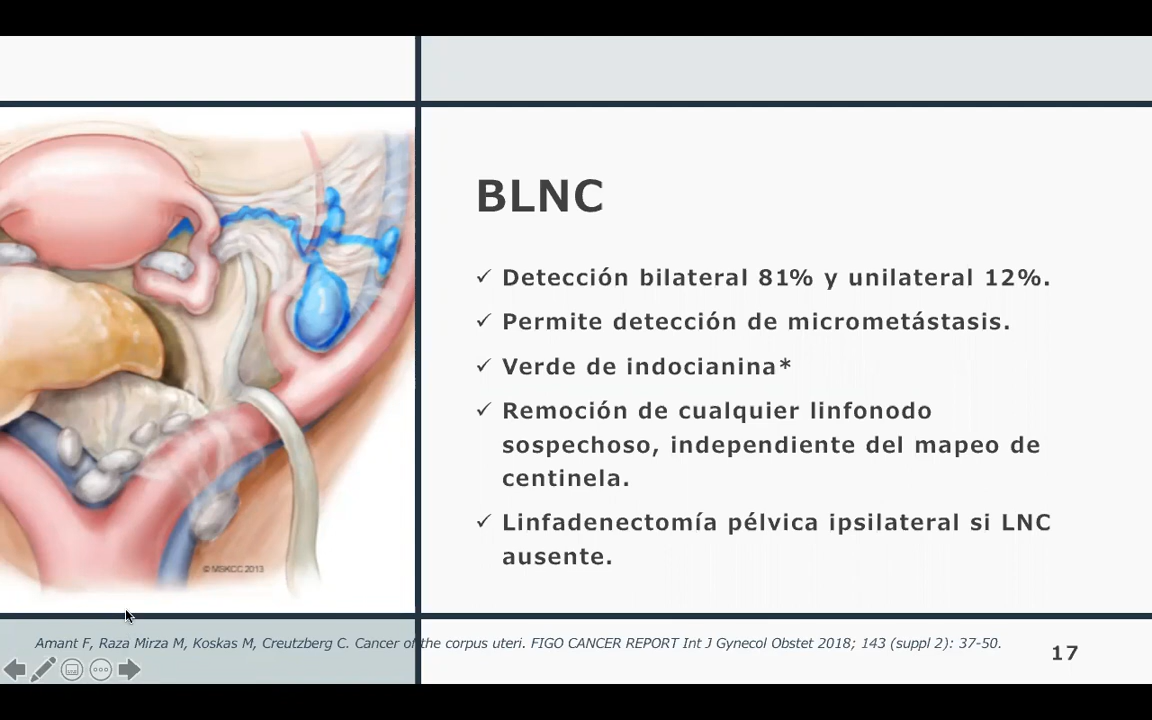 BLNC
✓ Detección bilateral 81% y unilateral 12%.
✓ Permite detección de micrometástasis.
✓ Verde de indocianina*
✓ Remoción de cualquier linfonodo
sospechoso, independiente del mapeo de
centinela.
✓ Linfadenectomía pélvica ipsilateral si LNC
ausente.
© MSKCC 2013
Amant F, Raza Mirza M, Koskas M, Creutzberg C. Cancer of the corpus uteri. FIGO CANCER REPORT Int J Gynecol Obstet 2018; 143 (suppl 2): 37-50.
17